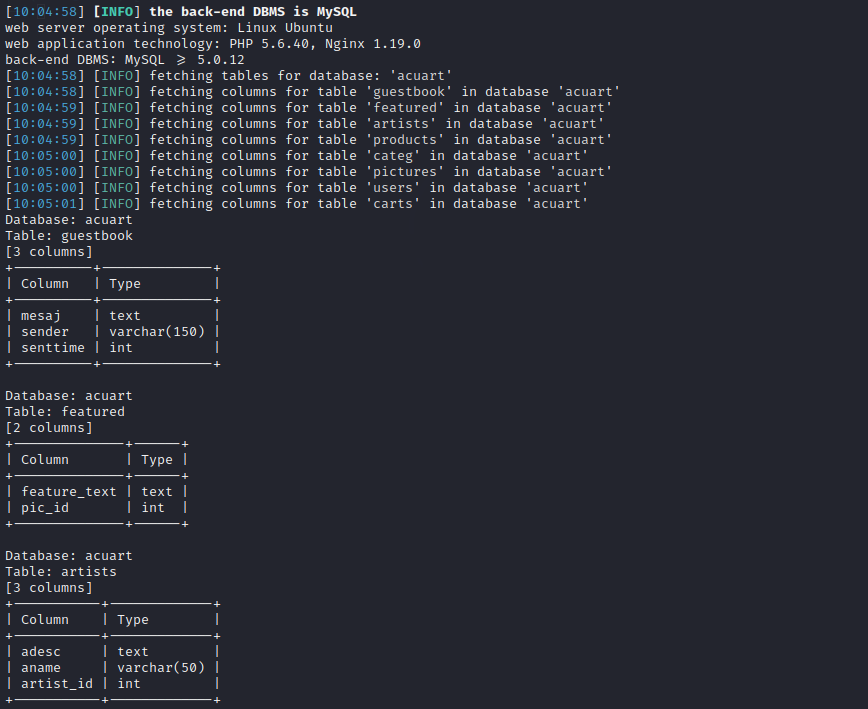 [10:04:58] [INFO] the back-end DBMS is MySQL
web server operating system: Linux Ubuntu
web application technology: PHP 5.6.40, Nginx 1.19.0
back-end DBMS: MySQL ≥ 5.0.12
[10:04:58] [INFO] fetching tables for database: 'acuart'
[10:04:58] [INFO] fetching columns for table 'guestbook' in database 'acuart'
[10:04:59] [INFO] fetching columns for table 'featured' in database 'acuart'
[10:04:59] [INFO] fetching columns for table 'artists' in database 'acuart'
[10:04:59] [INFO] fetching columns for table 'products' in database 'acuart'
[10:05:00] [INFO] fetching columns for table 'categ' in database 'acuart'
[10:05:00] [INFO] fetching columns for table 'pictures' in database 'acuart'
[10:05:00] [INFO] fetching columns for table 'users' in database 'acuart'
[10:05:01] [INFO] fetching columns for table 'carts' in database 'acuart'
Database: acuart
Table: guestbook
[3 columns]
+----------+--------------+
| Column   | Type         |
+----------+--------------+
| mesaj    | text         |
| sender   | varchar(150) |
| senttime | int          |
+----------+--------------+

Database: acuart
Table: featured
[2 columns]
+--------------+------+
| Column       | Type |
+--------------+------+
| feature_text | text |
| pic_id       | int  |
+--------------+------+

Database: acuart
Table: artists
[3 columns]
+-----------+-------------+
| Column    | Type        |
+-----------+-------------+
| adesc     | text        |
| aname     | varchar(50) |
| artist_id | int         |
+-----------+-------------+